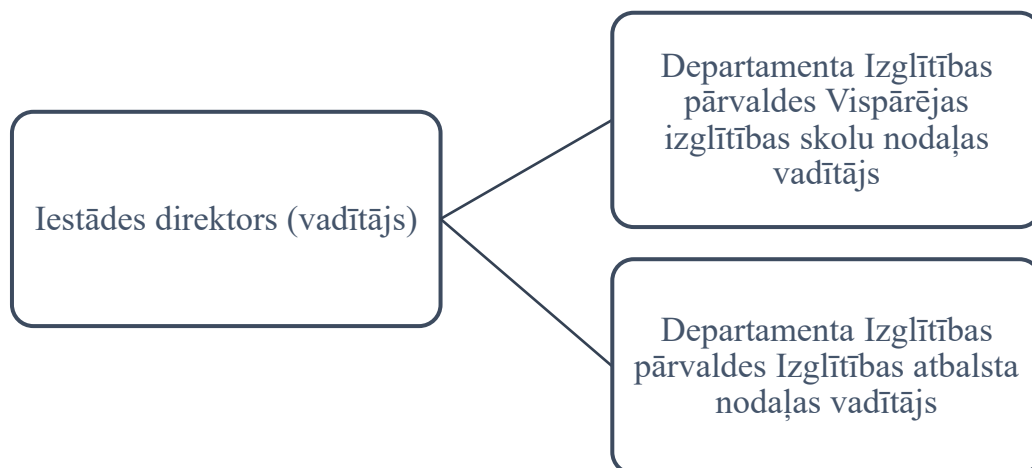 Iestādes direktors (vadītājs)
Departamenta Izglītības
pārvaldes Vispārējas
izglītības skolu nodaļas
vadītājs
Departamenta Izglītības
pārvaldes Izglītības atbalsta
nodaļas vadītājs